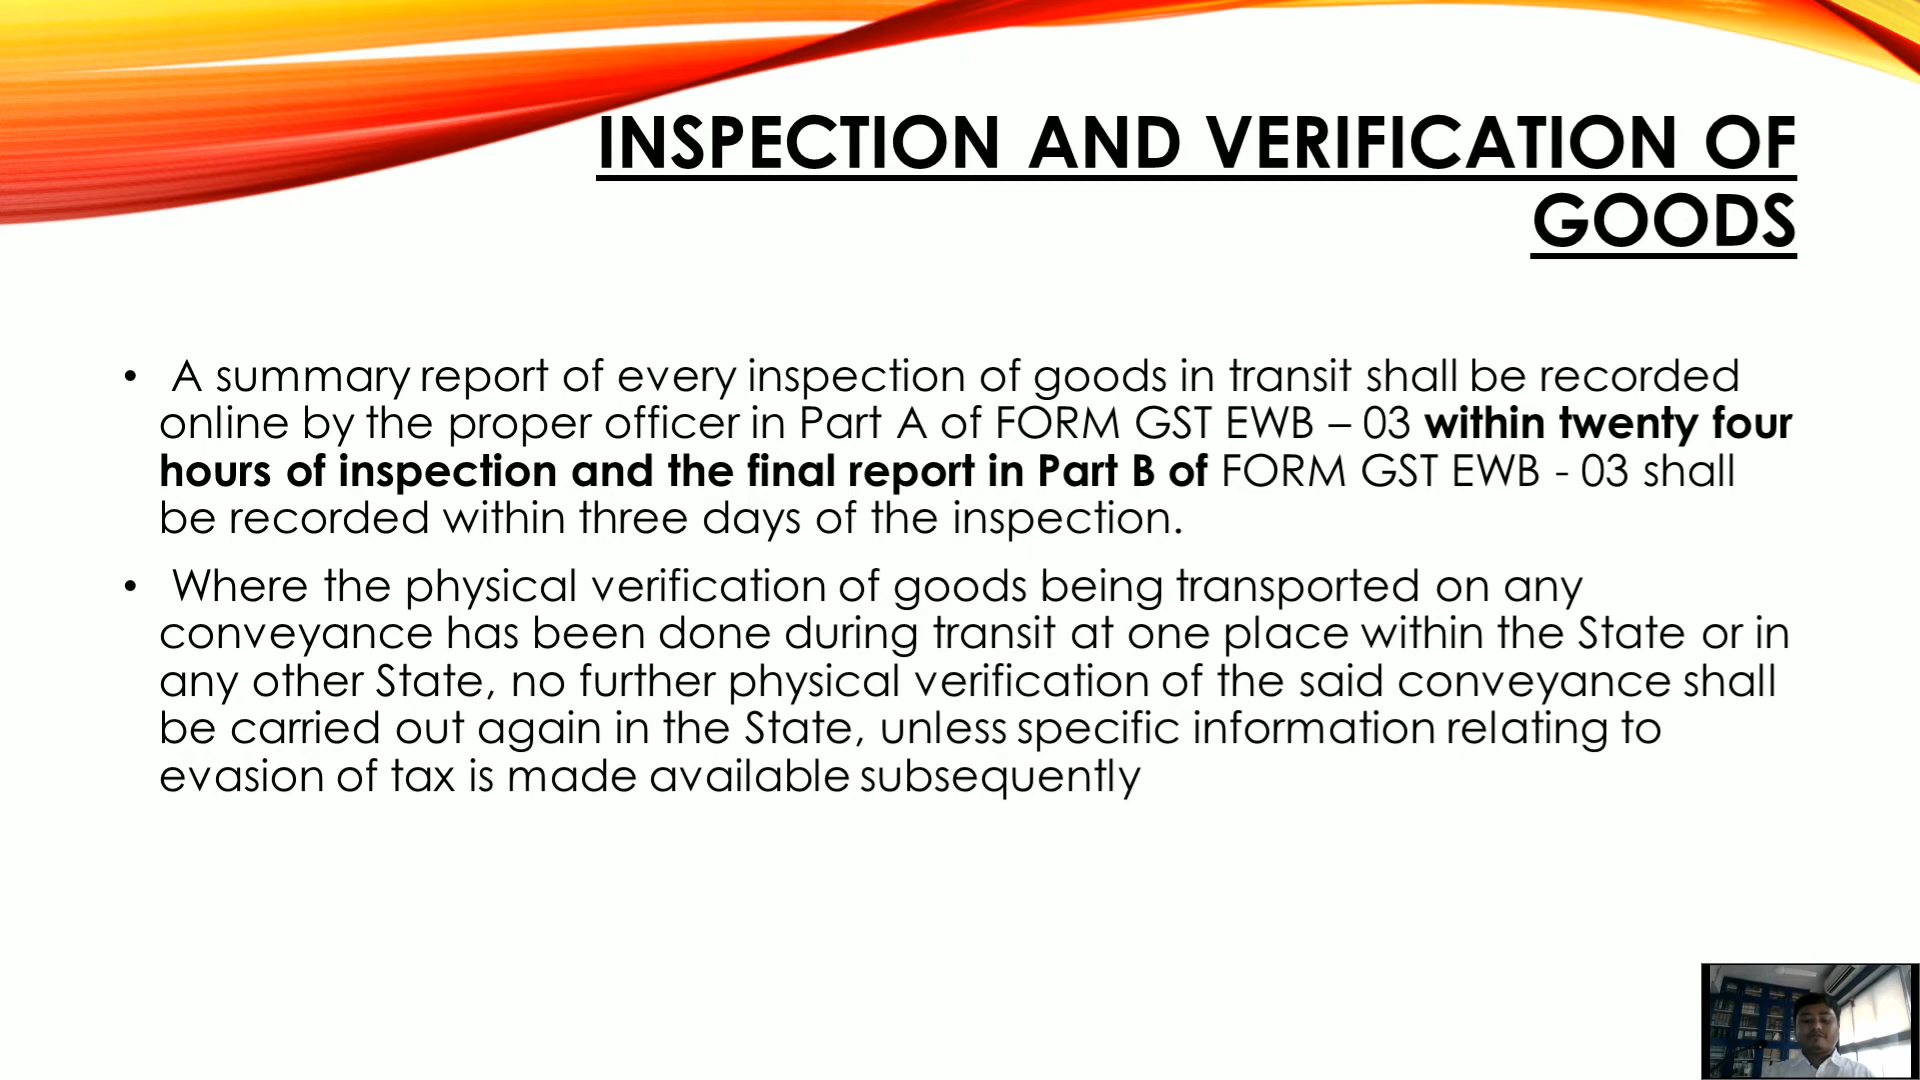 INSPECTION AND VERIFICATION OF
GOODS
• A summary report of every inspection of goods in transit shall be recorded
online by the proper officer in Part A of FORM GST EWB – 03 within twenty four
hours of inspection and the final report in Part B of FORM GST EWB - 03 shall
be recorded within three days of the inspection.
• Where the physical verification of goods being transported on any
conveyance has been done during transit at one place within the State or in
any other State, no further physical verification of the said conveyance shall
be carried out again in the State, unless specific information relating to
evasion of tax is made available subsequently